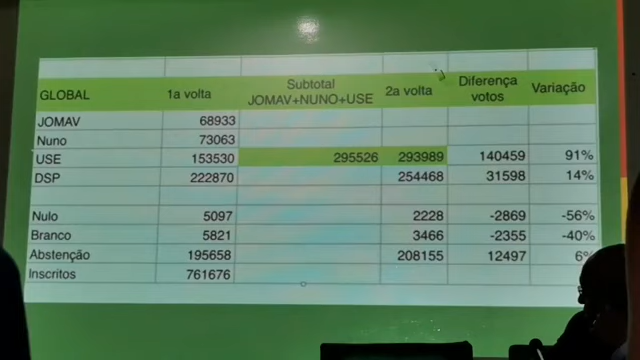 GLOBAL 1a volta Subtotal JOMAV+NUNO+USE 2a volta Diferença votos Variação
JOMAV 68933
Nuno 73063
USE 153530 295526 293989 140459 91%
DSP 222870 254468 31598 14%
Nulo 5097 2228 -2869 -56%
Branco 5821 3466 -2355 -40%
Abstenção 195658 208155 12497 6%
Inscritos 761676